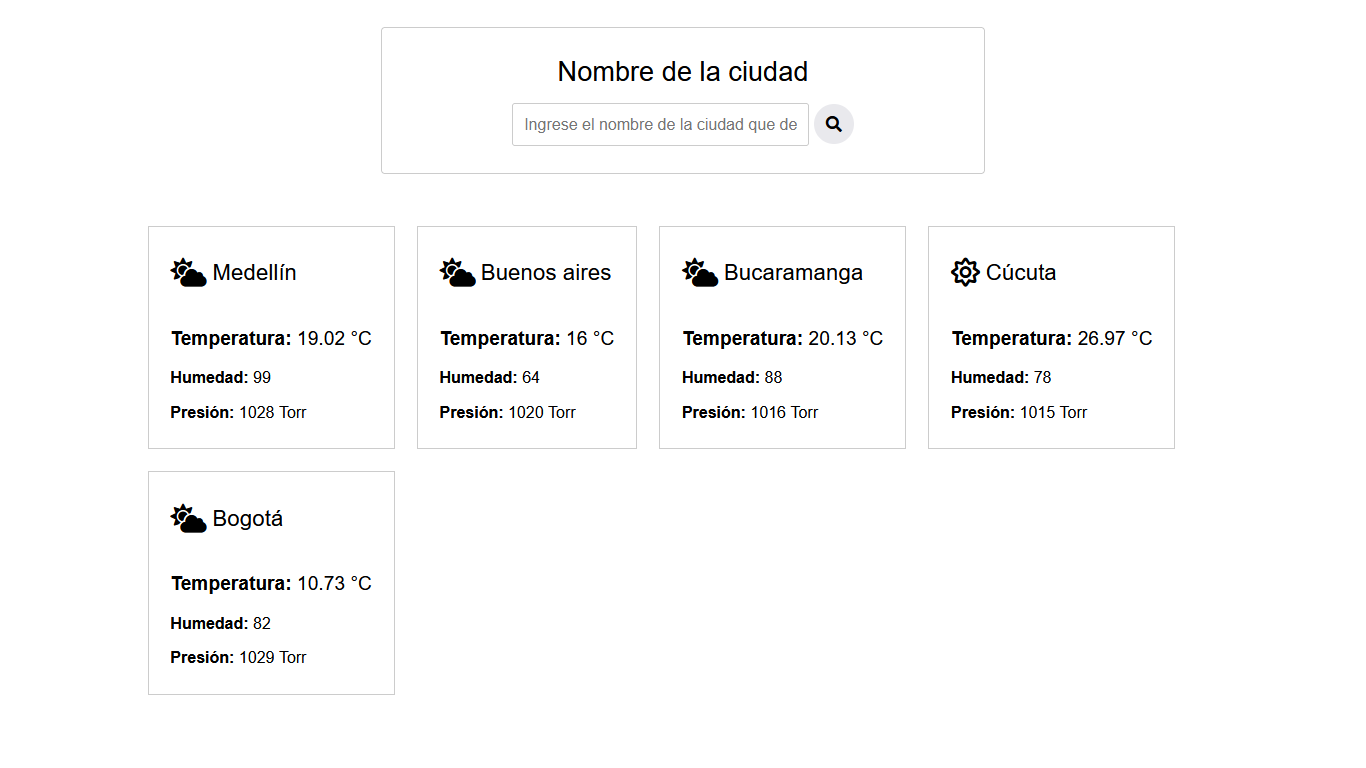 Nombre de la ciudad
Ingrese el nombre de la ciudad que de
Medellín
Temperatura: 19.02 °C
Humedad: 99
Presión: 1028 Torr
Buenos aires
Temperatura: 16 °C
Humedad: 64
Presión: 1020 Torr
Bucaramanga
Temperatura: 20.13 °C
Humedad: 88
Presión: 1016 Torr
Cúcuta
Temperatura: 26.97 °C
Humedad: 78
Presión: 1015 Torr
Bogotá
Temperatura: 10.73 °C
Humedad: 82
Presión: 1029 Torr